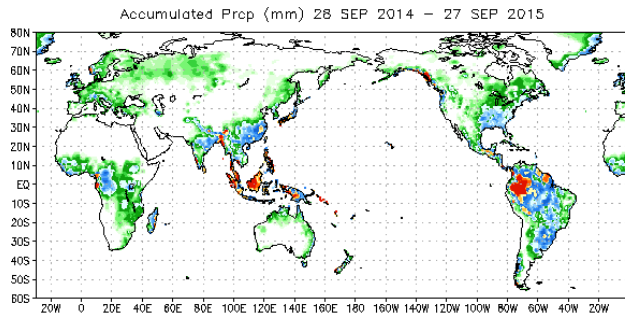 Accumulated Prcp (mm) 28 SEP 2014 – 27 SEP 2015
80N
70N
60N
50N
40N
30N
20N
10N
EQ
10S
20S
30S
40S
50S
60S
20W 0 20E 40E 60E 80E 100E 120E 140E 160E 180 160W 140W 120W 100W 80W 60W 40W 20W 0